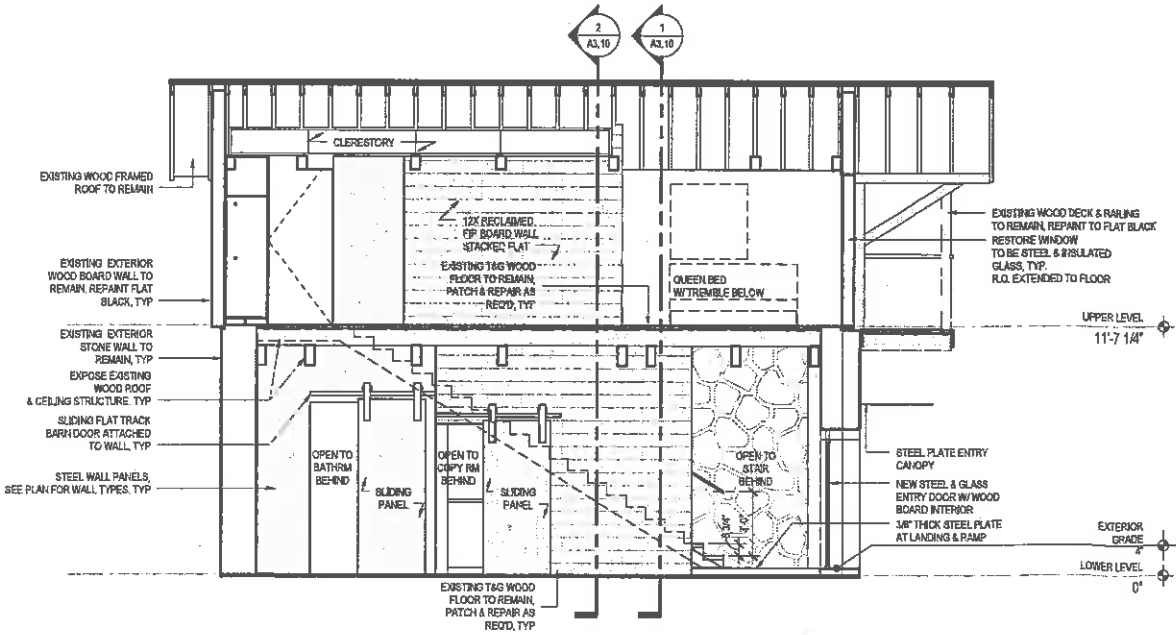 2
A3.10
1
A3.10
CLERESTORY
EXISTING WOOD FRAMED
ROOF TO REMAIN
12X RECLAIMED
FIF BOARD WALL
STACKED FLAT
EXISTING T&G WOOD
FLOOR TO REMAIN,
PATCH & REPAIR AS
REQ'D, TYP
QUEEN BED
W/TREMBLE BELOW
EXISTING WOOD DECK & RAILING
TO REMAIN, REPAINT TO FLAT BLACK
RESTORE WINDOW
TO BE STEEL & INSULATED
GLASS, TYP.
R.O. EXTENDED TO FLOOR
EXISTING EXTERIOR
WOOD BOARD WALL TO
REMAIN, REPAINT FLAT
BLACK, TYP
UPPER LEVEL
11'-7 1/4"
EXISTING EXTERIOR
STONE WALL TO
REMAIN, TYP
EXPOSE EXISTING
WOOD ROOF
& CEILING STRUCTURE. TYP
SLIDING FLAT TRACK
BARN DOOR ATTACHED
TO WALL, TYP
STEEL WALL PANELS,
SEE PLAN FOR WALL TYPES, TYP
OPEN TO
BATHRM
BEHIND
SLIDING
PANEL
OPEN TO
COPY RM
BEHIND
SLIDING
PANEL
OPEN TO
STAIR
BEHIND
8 3/4"
3'-0"
STEEL PLATE ENTRY
CANOPY
NEW STEEL & GLASS
ENTRY DOOR W/ WOOD
BOARD INTERIOR
3/8" THICK STEEL PLATE
AT LANDING & RAMP
EXTERIOR
GRADE
4"
LOWER LEVEL
0"
EXISTING T&G WOOD
FLOOR TO REMAIN,
PATCH & REPAIR AS
REQ'D, TYP